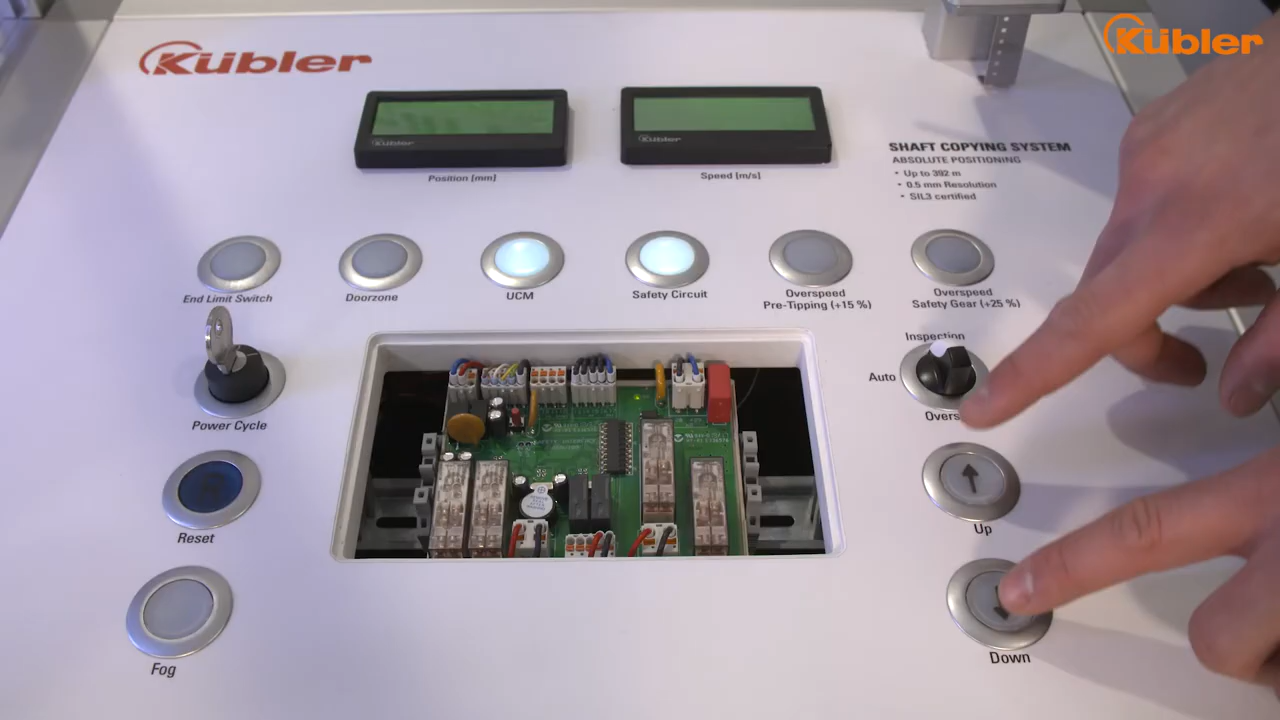 Kübler
Kübler
Kübler
Kübler
Position [mm]
Speed [m/s]
SHAFT COPYING SYSTEM
ABSOLUTE POSITIONING
• Up to 392 m
• 0.5 mm Resolution
• SIL3 certified
End Limit Switch
Doorzone
UCM
Safety Circuit
Overspeed
Pre-Tipping (+15 %)
Overspeed
Safety Gear (+25 %)
Inspection
Auto
Overs
Power Cycle
Reset
Up
Fog
Down